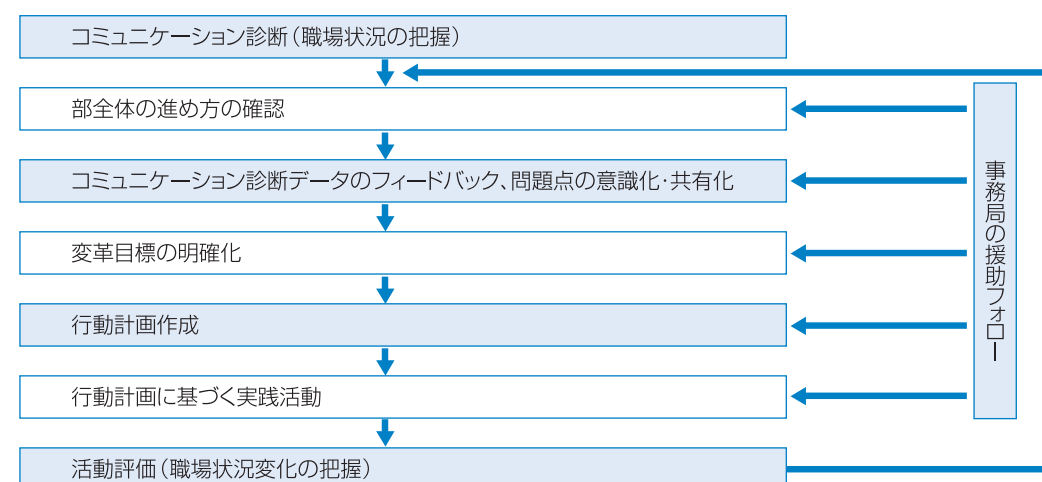 コミュニケーション診断（職場状況の把握）
部全体の進め方の確認
コミュニケーション診断データのフィードバック、問題点の意識化・共有化
変革目標の明確化
行動計画作成
行動計画に基づく実践活動
活動評価（職場状況変化の把握）
事務局の援助フォロー